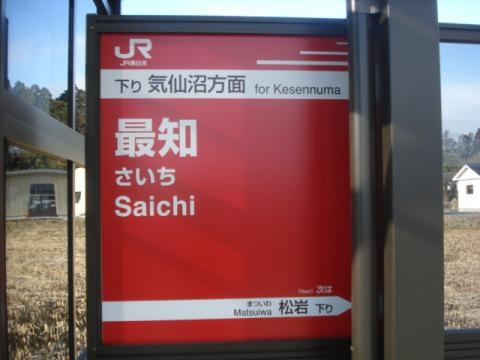 JR
JR東日本
下り 気仙沼方面 for Kesennuma
最知
さいち
Saichi
(Next) 次は
まついわ
Matsuiwa 松岩 下り